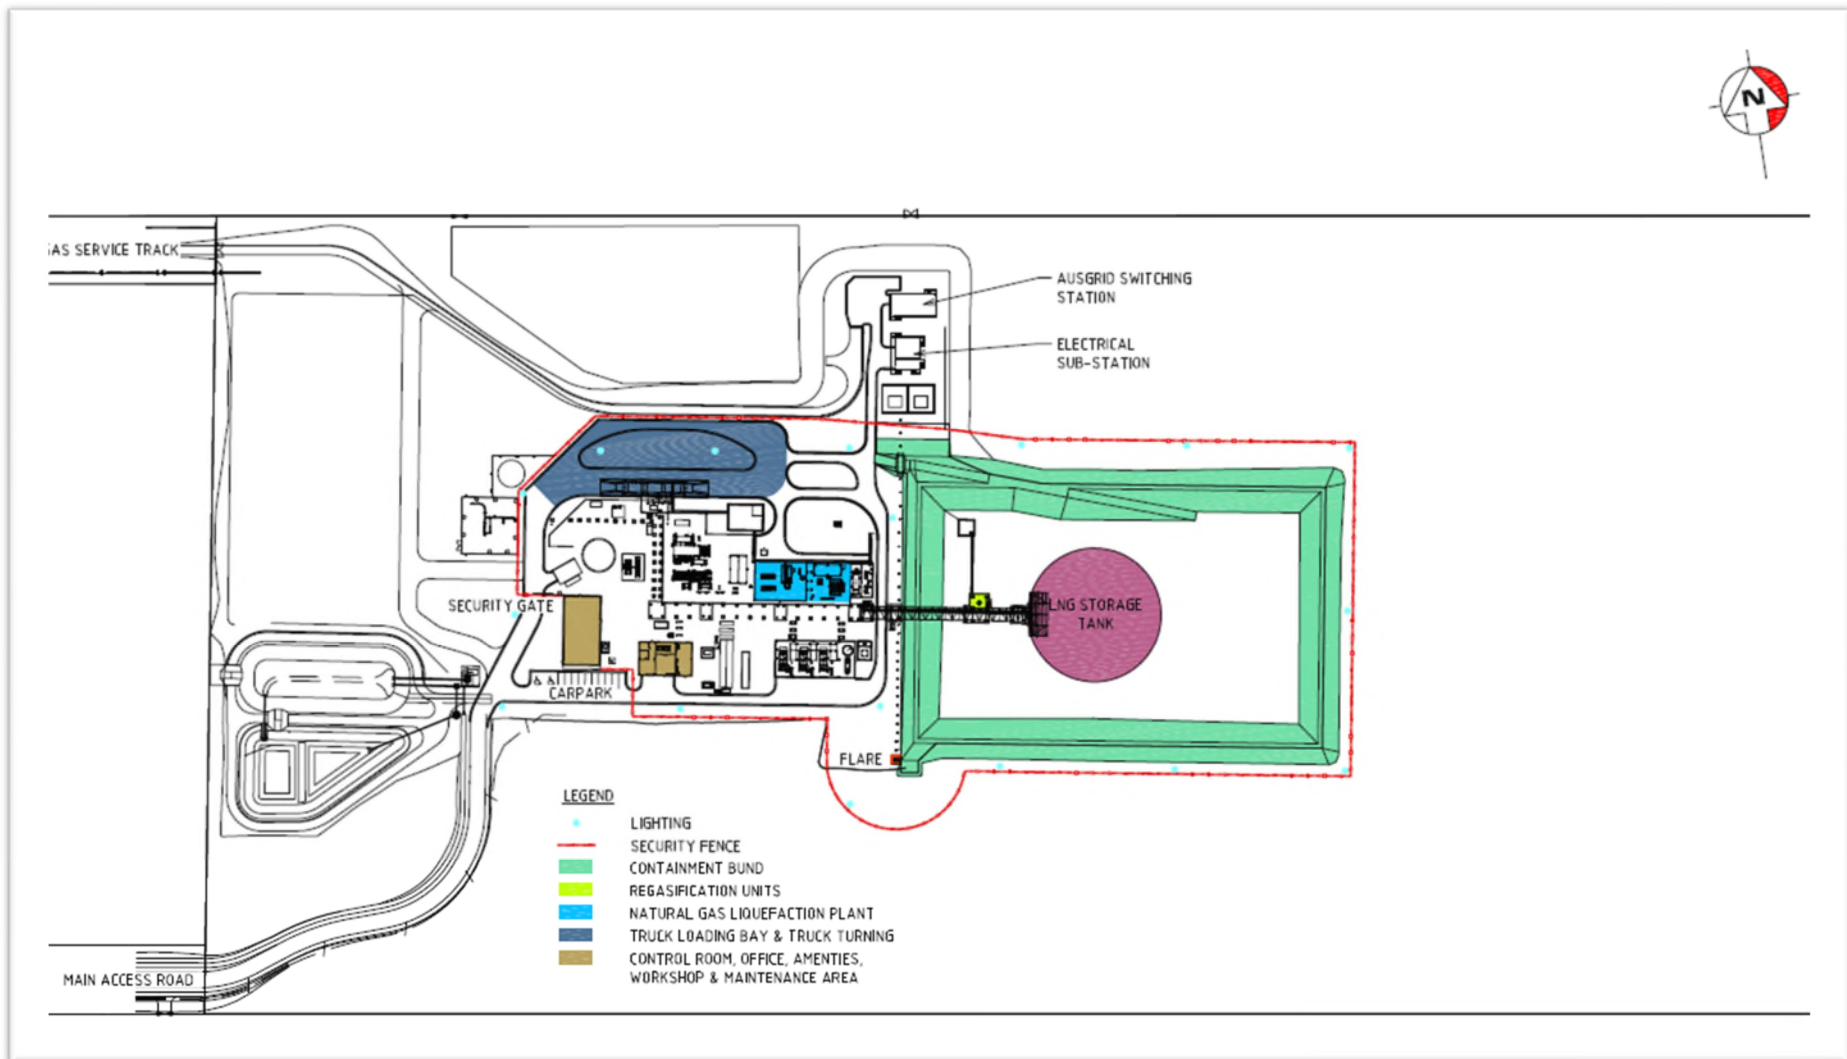 N
GAS SERVICE TRACK
AUSGRID SWITCHING
STATION
ELECTRICAL
SUB-STATION
SECURITY GATE
LNG STORAGE
TANK
CARPARK
FLARE
LEGEND
LIGHTING
SECURITY FENCE
CONTAINMENT BUND
REGASIFICATION UNITS
NATURAL GAS LIQUEFACTION PLANT
TRUCK LOADING BAY & TRUCK TURNING
CONTROL ROOM, OFFICE, AMENTIES,
WORKSHOP & MAINTENANCE AREA
MAIN ACCESS ROAD